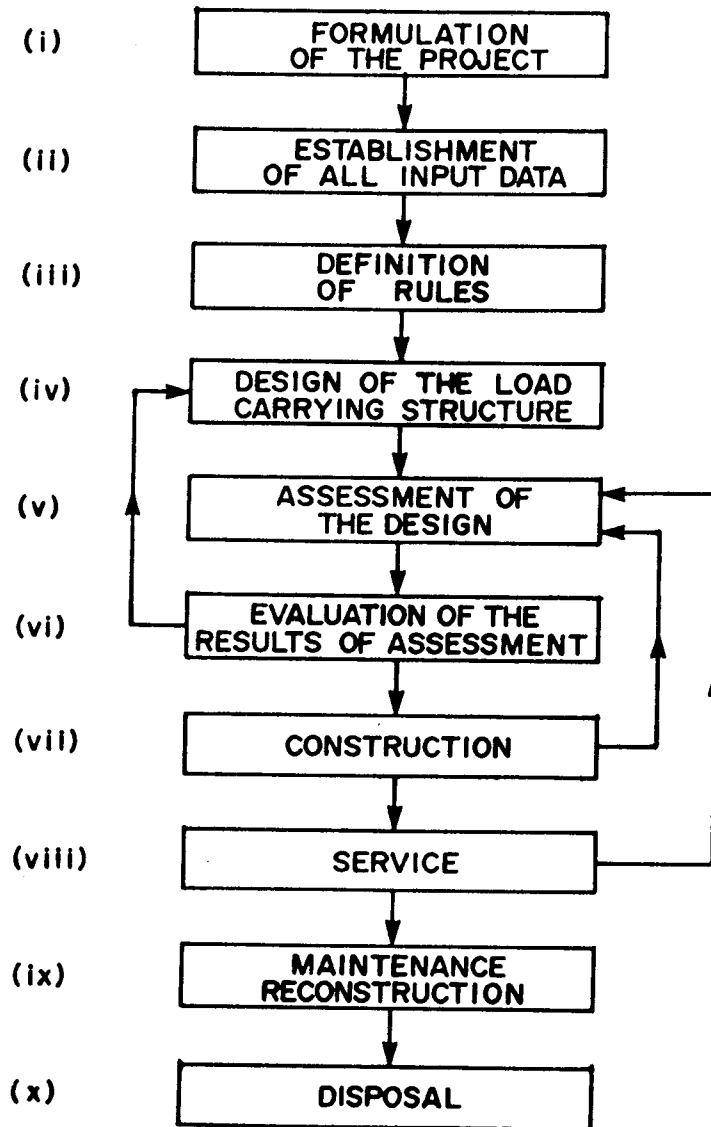 (i)
FORMULATION
OF THE PROJECT
(ii)
ESTABLISHMENT
OF ALL INPUT DATA
(iii)
DEFINITION
OF RULES
(iv)
DESIGN OF THE LOAD
CARRYING STRUCTURE
(v)
ASSESSMENT OF
THE DESIGN
(vi)
EVALUATION OF THE
RESULTS OF ASSESSMENT
(vii)
CONSTRUCTION
(viii)
SERVICE
(ix)
MAINTENANCE
RECONSTRUCTION
(x)
DISPOSAL